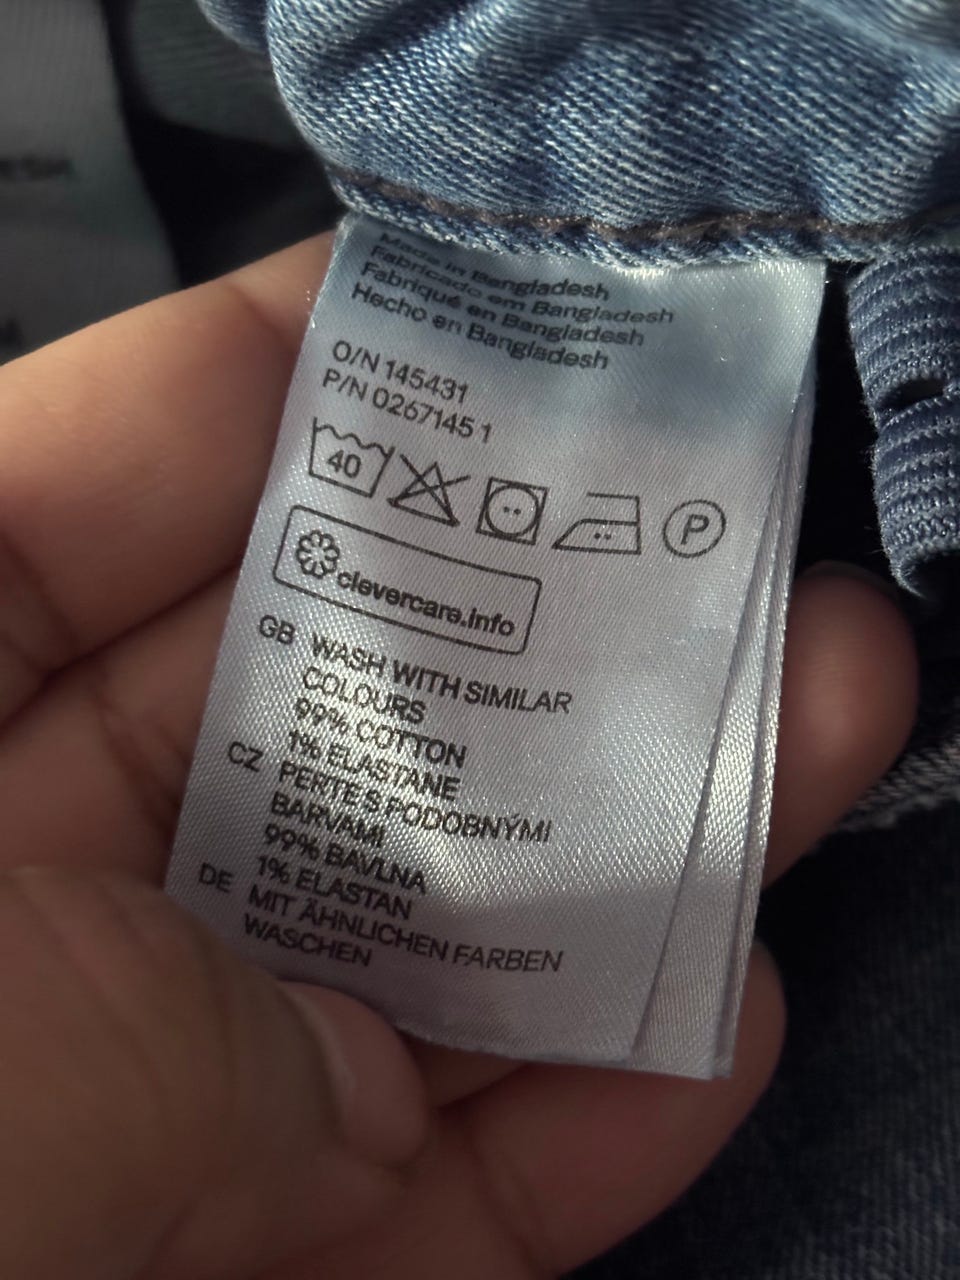 Made in Bangladesh
Fabricado em Bangladesh
Fabriqué en Bangladesh
Hecho en Bangladesh
O/N 145431
P/N 0267145 1
40
P
clevercare.info
GB WASH WITH SIMILAR
COLOURS
99% COTTON
1% ELASTANE
CZ PERTE S PODOBNÝMI
BARVAMI
99% BAVLNA
1% ELASTAN
DE MIT ÄHNLICHEN FARBEN
WASCHEN